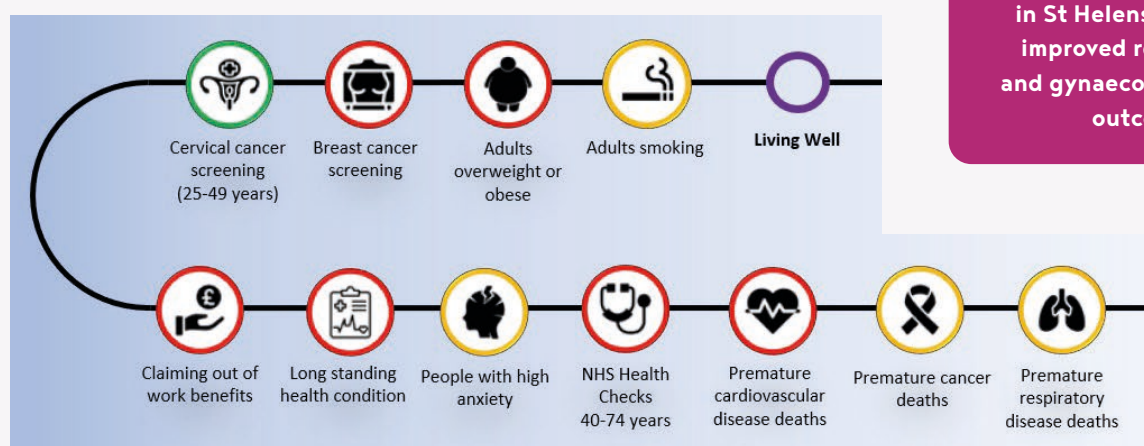 in St Helens
improved r
and gynaeco
outc
Cervical cancer
screening
(25-49 years)
Breast cancer
screening
Adults
overweight or
obese
Adults smoking
Living Well
£
Claiming out of
work benefits
Long standing
health condition
People with high
anxiety
NHS Health
Checks
40-74 years
Premature
cardiovascular
disease deaths
Premature cancer
deaths
Premature
respiratory
disease deaths